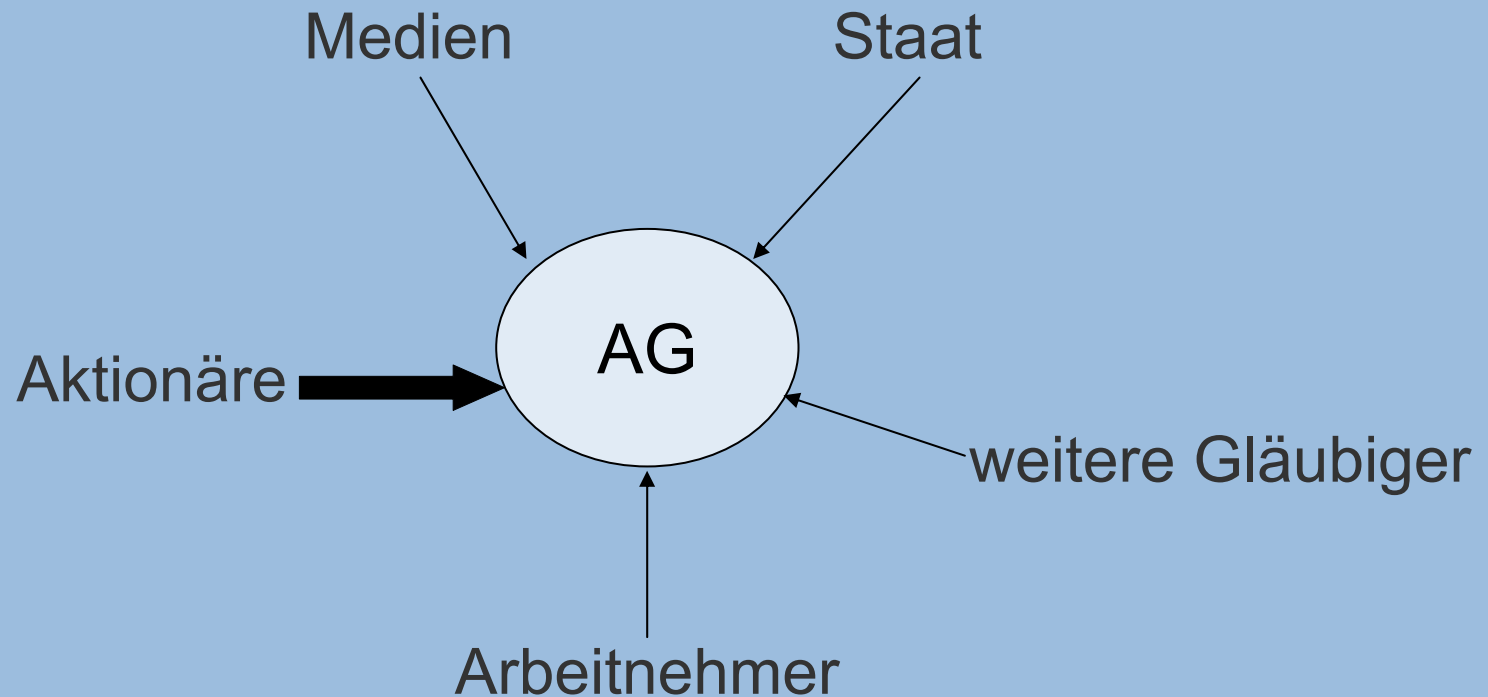 Medien
Staat
AG
Aktionäre
weitere Gläubiger
Arbeitnehmer